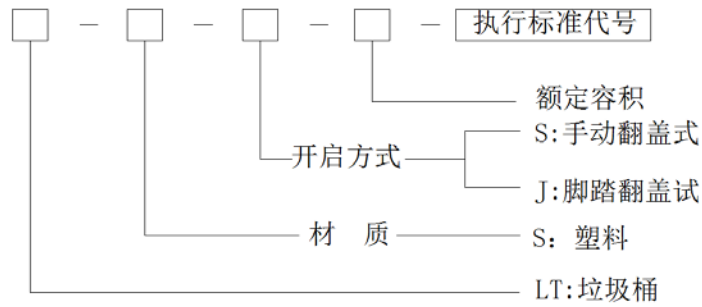 执行标准代号
额定容积
S:手动翻盖式
开启方式
J:脚踏翻盖试
材 质
S：塑料
LT:垃圾桶